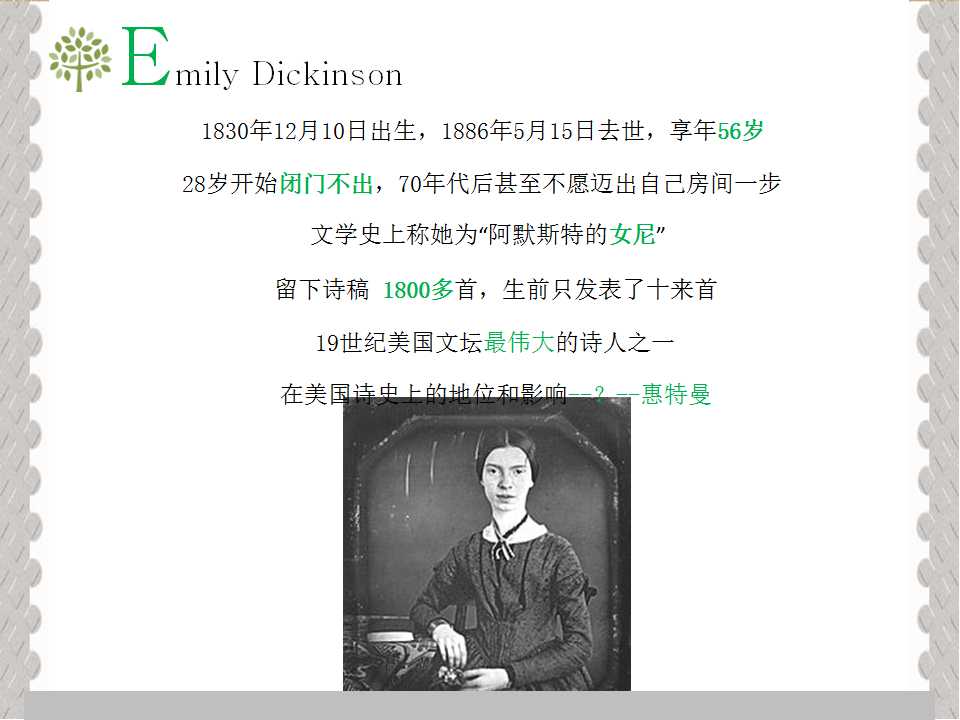 Emily Dickinson
1830年12月10日出生，1886年5月15日去世，享年56岁
28岁开始闭门不出，70年代后甚至不愿迈出自己房间一步
文学史上称她为“阿默斯特的女尼”
留下诗稿 1800多首，生前只发表了十来首
19世纪美国文坛最伟大的诗人之一
在美国诗史上的地位和影响--？--惠特曼